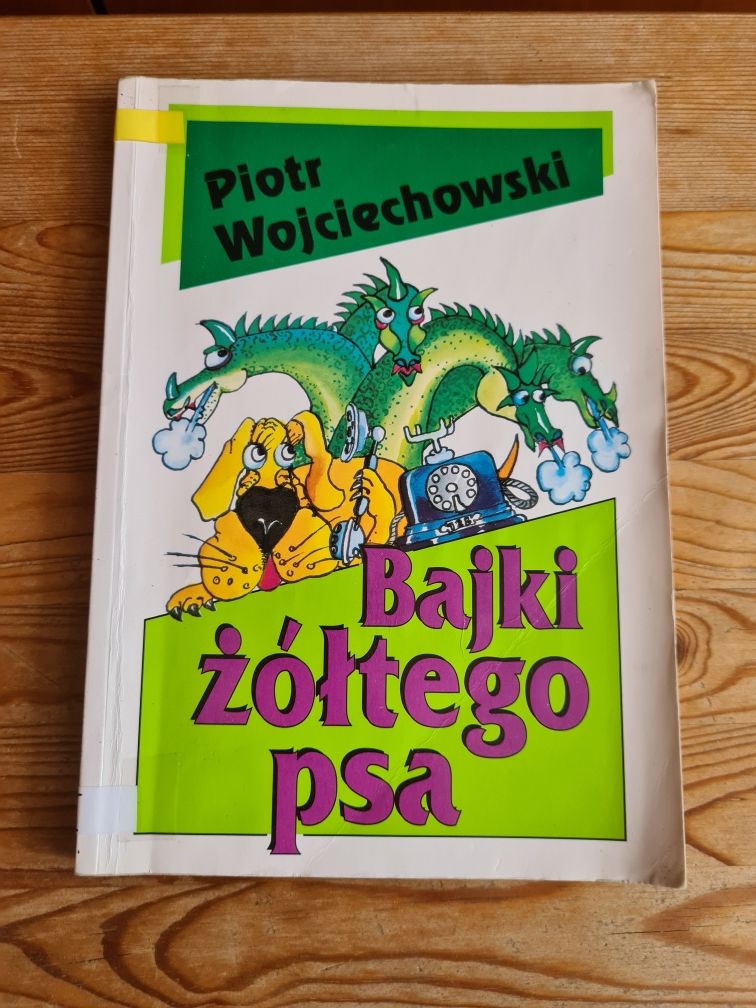 Piotr
Wojciechowski
Bajki
żółtego
psa